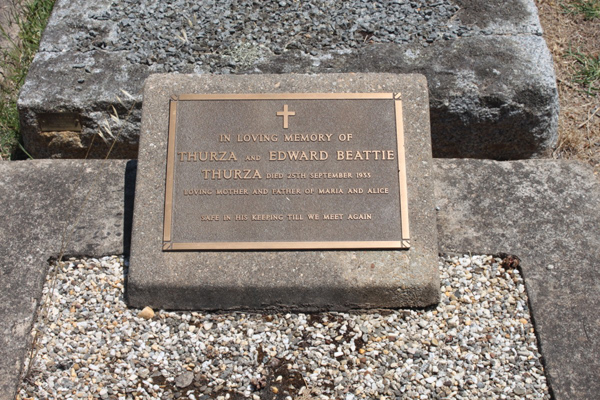 IN LOVING MEMORY OF
THURZA AND EDWARD BEATTIE
THURZA DIED 25TH SEPTEMBER 1933.
LOVING MOTHER AND FATHER OF MARIA AND ALICE
SAFE IN HIS KEEPING TILL WE MEET AGAIN